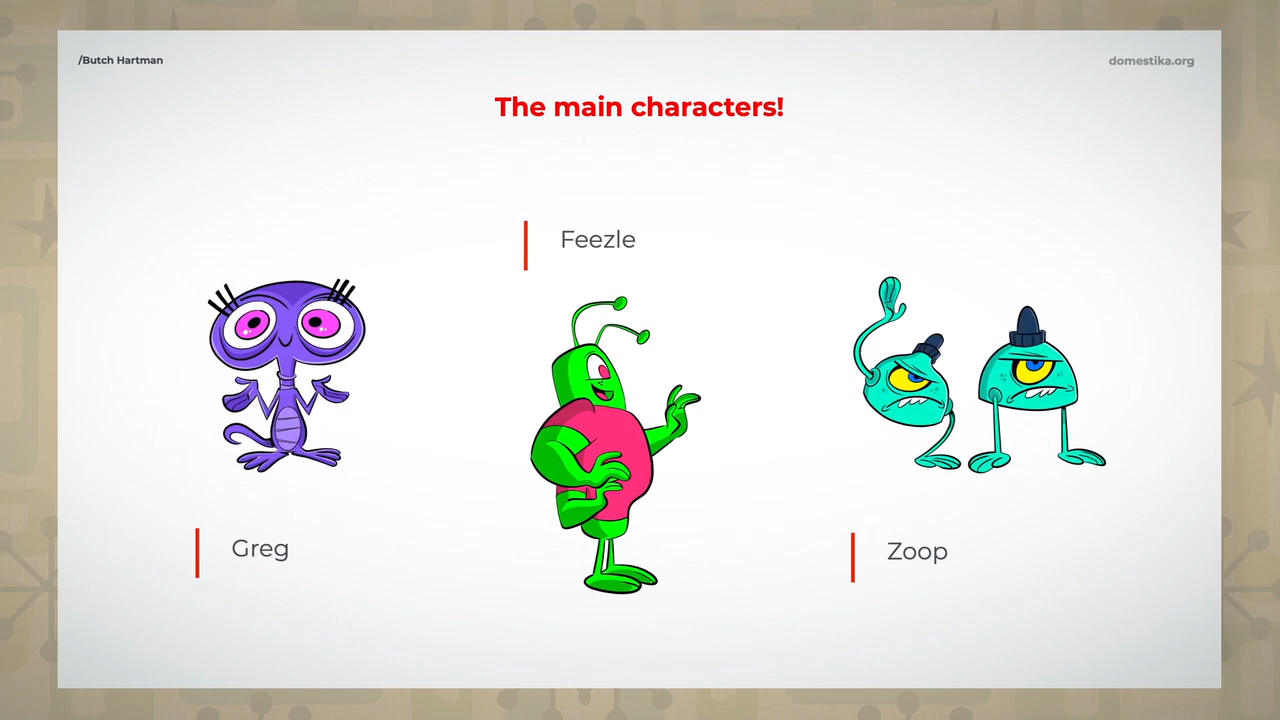 /Butch Hartman
domestika.org
The main characters!
Feezle
Greg
Zoop